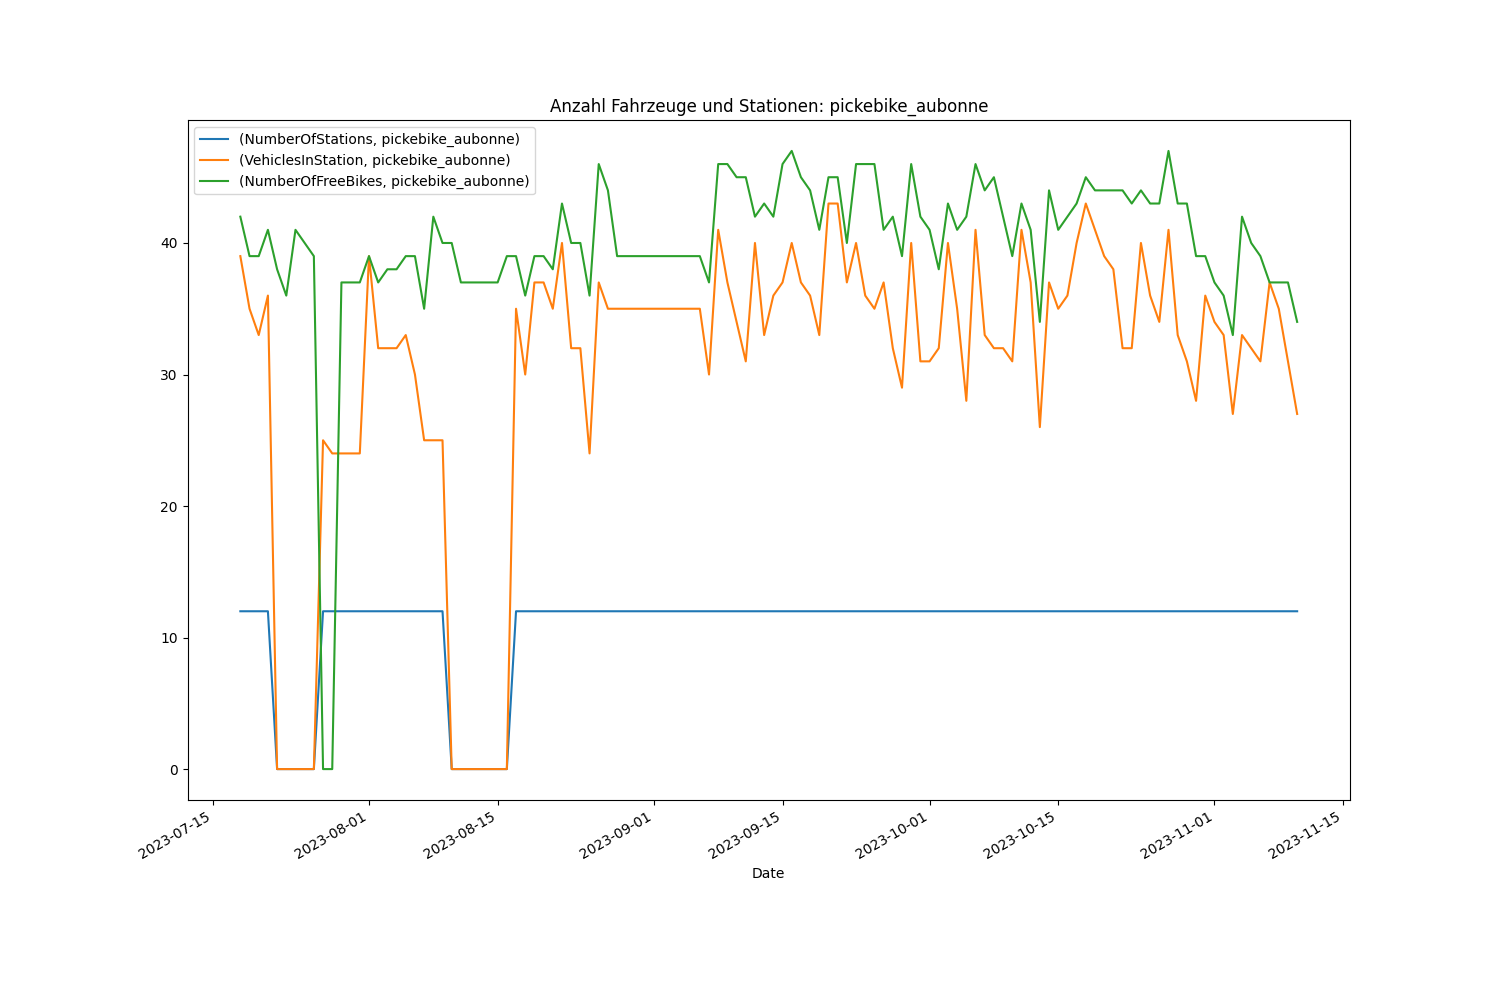 Anzahl Fahrzeuge und Stationen: pickebike_aubonne
(NumberOfStations, pickebike_aubonne)
(VehiclesInStation, pickebike_aubonne)
(NumberOfFreeBikes, pickebike_aubonne)
40
30
20
10
0
2023-07-15
2023-08-01
2023-08-15
2023-09-01
2023-09-15
2023-10-01
2023-10-15
2023-11-01
2023-11-15
Date